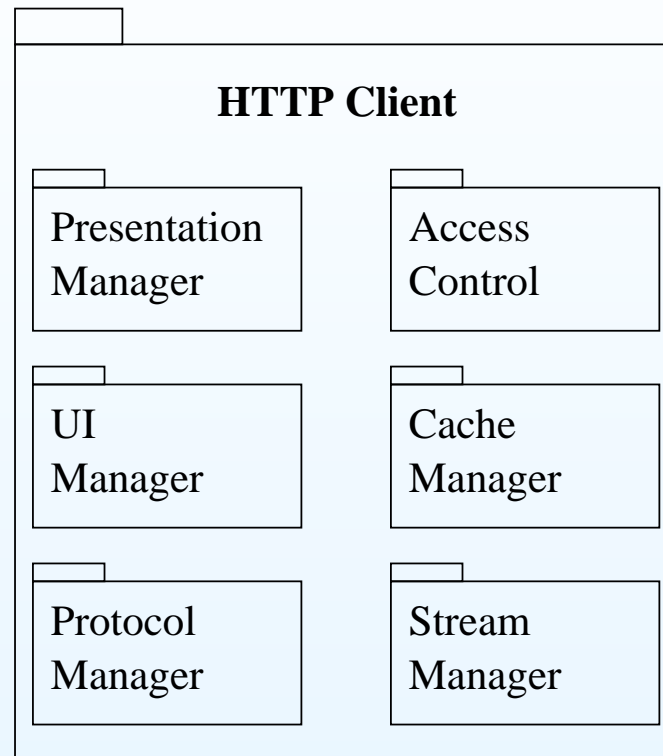 HTTP Client
Presentation
Manager
Access
Control
UI
Manager
Cache
Manager
Protocol
Manager
Stream
Manager